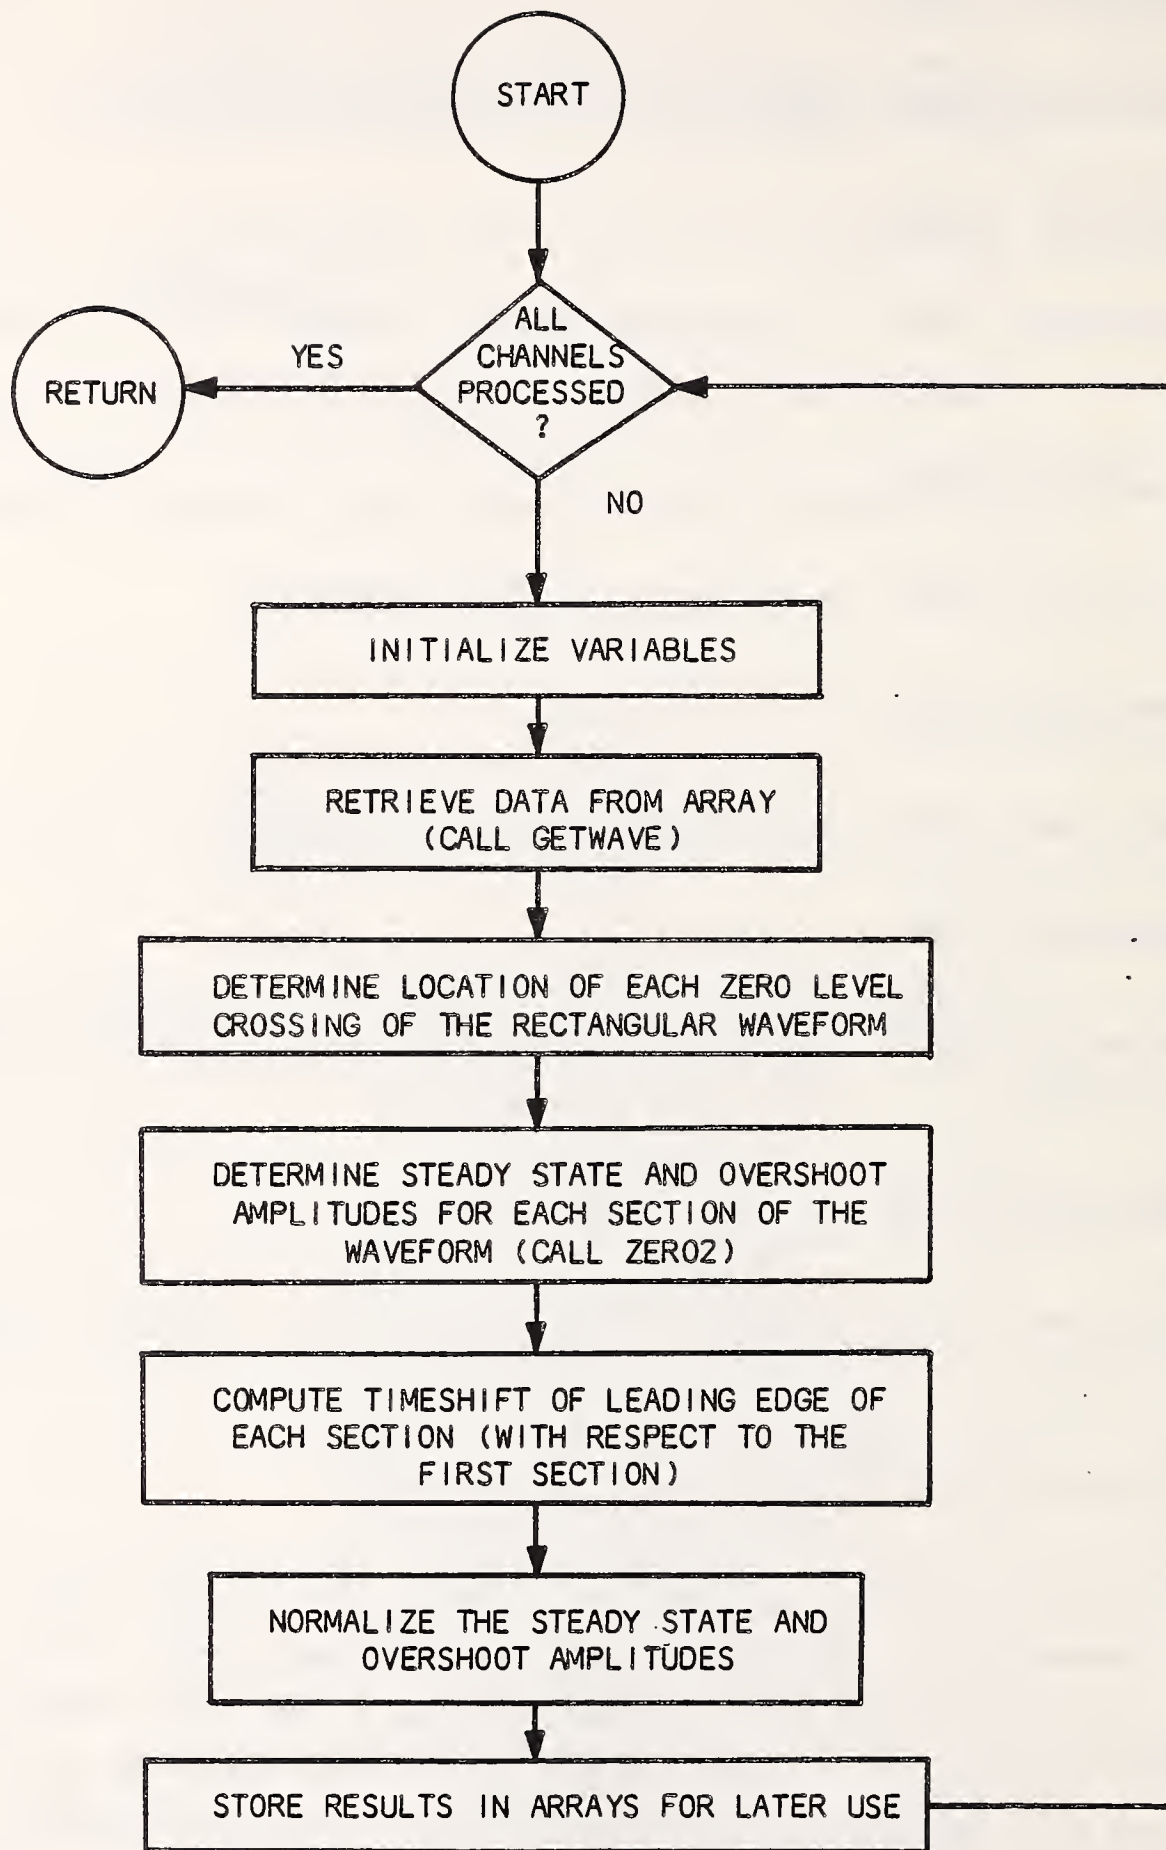 START
ALL
CHANNELS
PROCESSED
?
YES
RETURN
NO
INITIALIZE VARIABLES
RETRIEVE DATA FROM ARRAY
(CALL GETWAVE)
DETERMINE LOCATION OF EACH ZERO LEVEL
CROSSING OF THE RECTANGULAR WAVEFORM
DETERMINE STEADY STATE AND OVERSHOOT
AMPLITUDES FOR EACH SECTION OF THE
WAVEFORM (CALL ZERO2)
COMPUTE TIMESHIFT OF LEADING EDGE OF
EACH SECTION (WITH RESPECT TO THE
FIRST SECTION)
NORMALIZE THE STEADY STATE AND
OVERSHOOT AMPLITUDES
STORE RESULTS IN ARRAYS FOR LATER USE